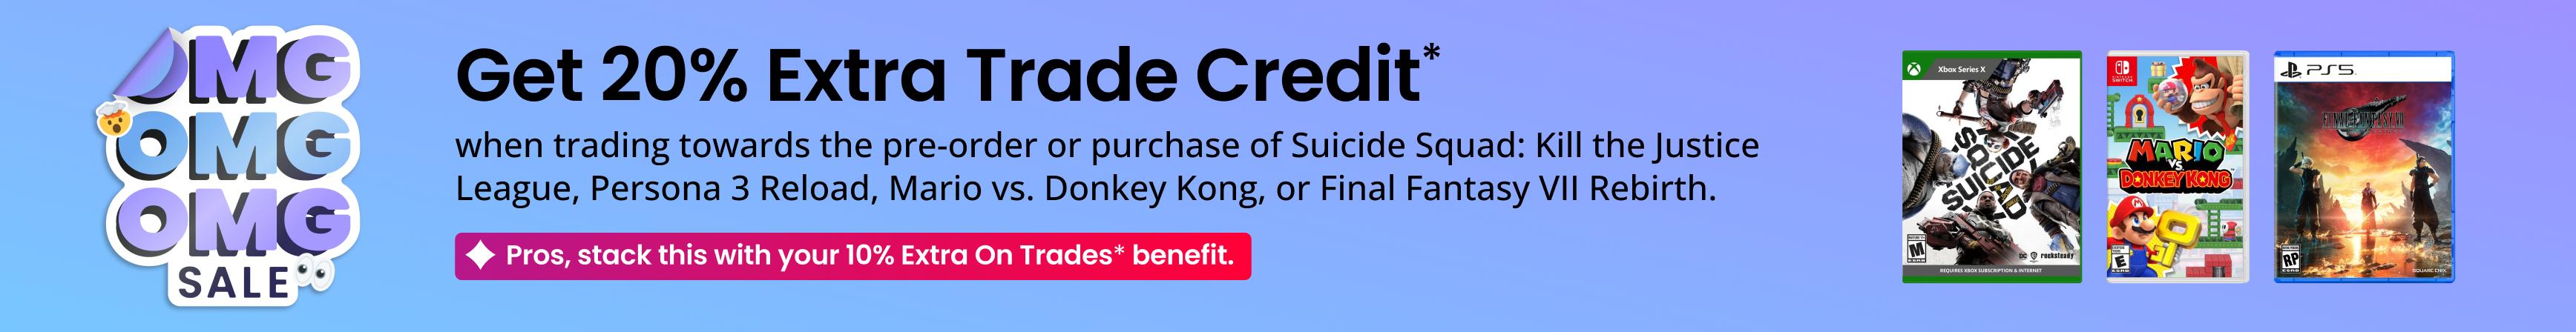 OMG
OMG
OMG
SALE
Get 20% Extra Trade Credit*
when trading towards the pre-order or purchase of Suicide Squad: Kill the Justice
League, Persona 3 Reload, Mario vs. Donkey Kong, or Final Fantasy VII Rebirth.
Pros, stack this with your 10% Extra On Trades* benefit.
Xbox Series X
SUICIDE
SQUAD
M
DC
rocksteady
REQUIRES XBOX SUBSCRIPTION & INTERNET
MARIO
VS
DONKEY KONG
E
PS5
FINAL FANTASY VII
RP
SQUARE ENIX